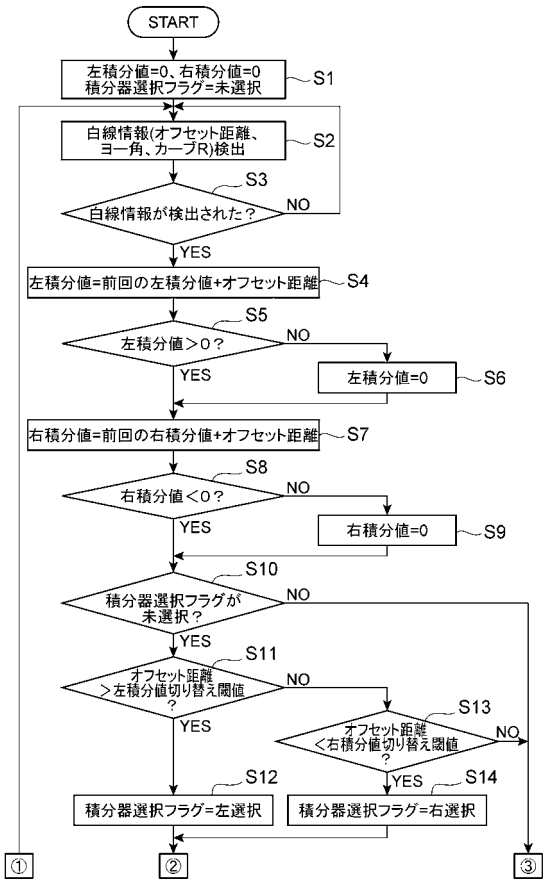 START
左積分値=0、右積分値=0
積分器選択フラグ=未選択
S1
白線情報(オフセット距離、
ヨー角、カーブR)検出
S2
S3
白線情報が検出された?
NO
YES
左積分値=前回の左積分値+オフセット距離
S4
S5
左積分値>0?
NO
YES
左積分値=0
S6
右積分値=前回の右積分値+オフセット距離
S7
S8
右積分値<0?
NO
YES
右積分値=0
S9
S10
積分器選択フラグが
未選択?
NO
YES
S11
オフセット距離
>左積分値切り替え閾値
?
NO
YES
S13
オフセット距離
<右積分値切り替え閾値
?
NO
YES
S12
積分器選択フラグ=左選択
S14
積分器選択フラグ=右選択
①
②
③